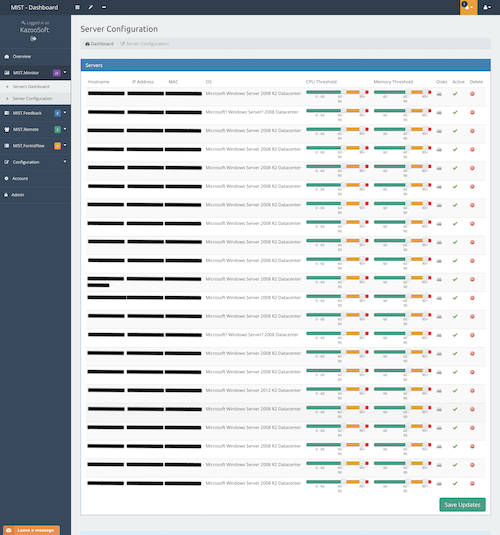 MIST - Dashboard
Logged in as
KazooSoft
Overview
MIST.Monitor
Servers Dashboard
Server Configuration
MIST.Feedback
MIST.Remote
MIST.FormsFlow
Configuration
Account
Admin
Leave a message
Server Configuration
Dashboard Server Configuration
Servers
Hostname IP Address MAC OS CPU Threshold Memory Threshold Disks Active Delete
Microsoft Windows Server 2008 R2 Datacenter
Microsoft? Windows Server? 2008 Datacenter
Microsoft Windows Server 2008 R2 Datacenter
Microsoft Windows Server 2008 R2 Datacenter
Microsoft Windows Server 2008 R2 Datacenter
Microsoft Windows Server 2008 R2 Datacenter
Microsoft Windows Server 2008 R2 Datacenter
Microsoft Windows Server 2008 R2 Datacenter
Microsoft Windows Server 2008 R2 Datacenter
Microsoft Windows Server 2008 R2 Datacenter
Microsoft Windows Server 2008 R2 Datacenter
Microsoft Windows Server 2008 R2 Datacenter
Microsoft Windows Server 2008 R2 Datacenter
Microsoft? Windows Server? 2008 Datacenter
Microsoft Windows Server 2008 R2 Datacenter
Microsoft Windows Server 2008 R2 Datacenter
Microsoft Windows Server 2012 R2 Datacenter
Microsoft Windows Server 2008 R2 Datacenter
Microsoft Windows Server 2008 R2 Datacenter
Microsoft Windows Server 2008 R2 Datacenter
Microsoft Windows Server 2008 R2 Datacenter
Microsoft Windows Server 2008 R2 Datacenter
Save Updates